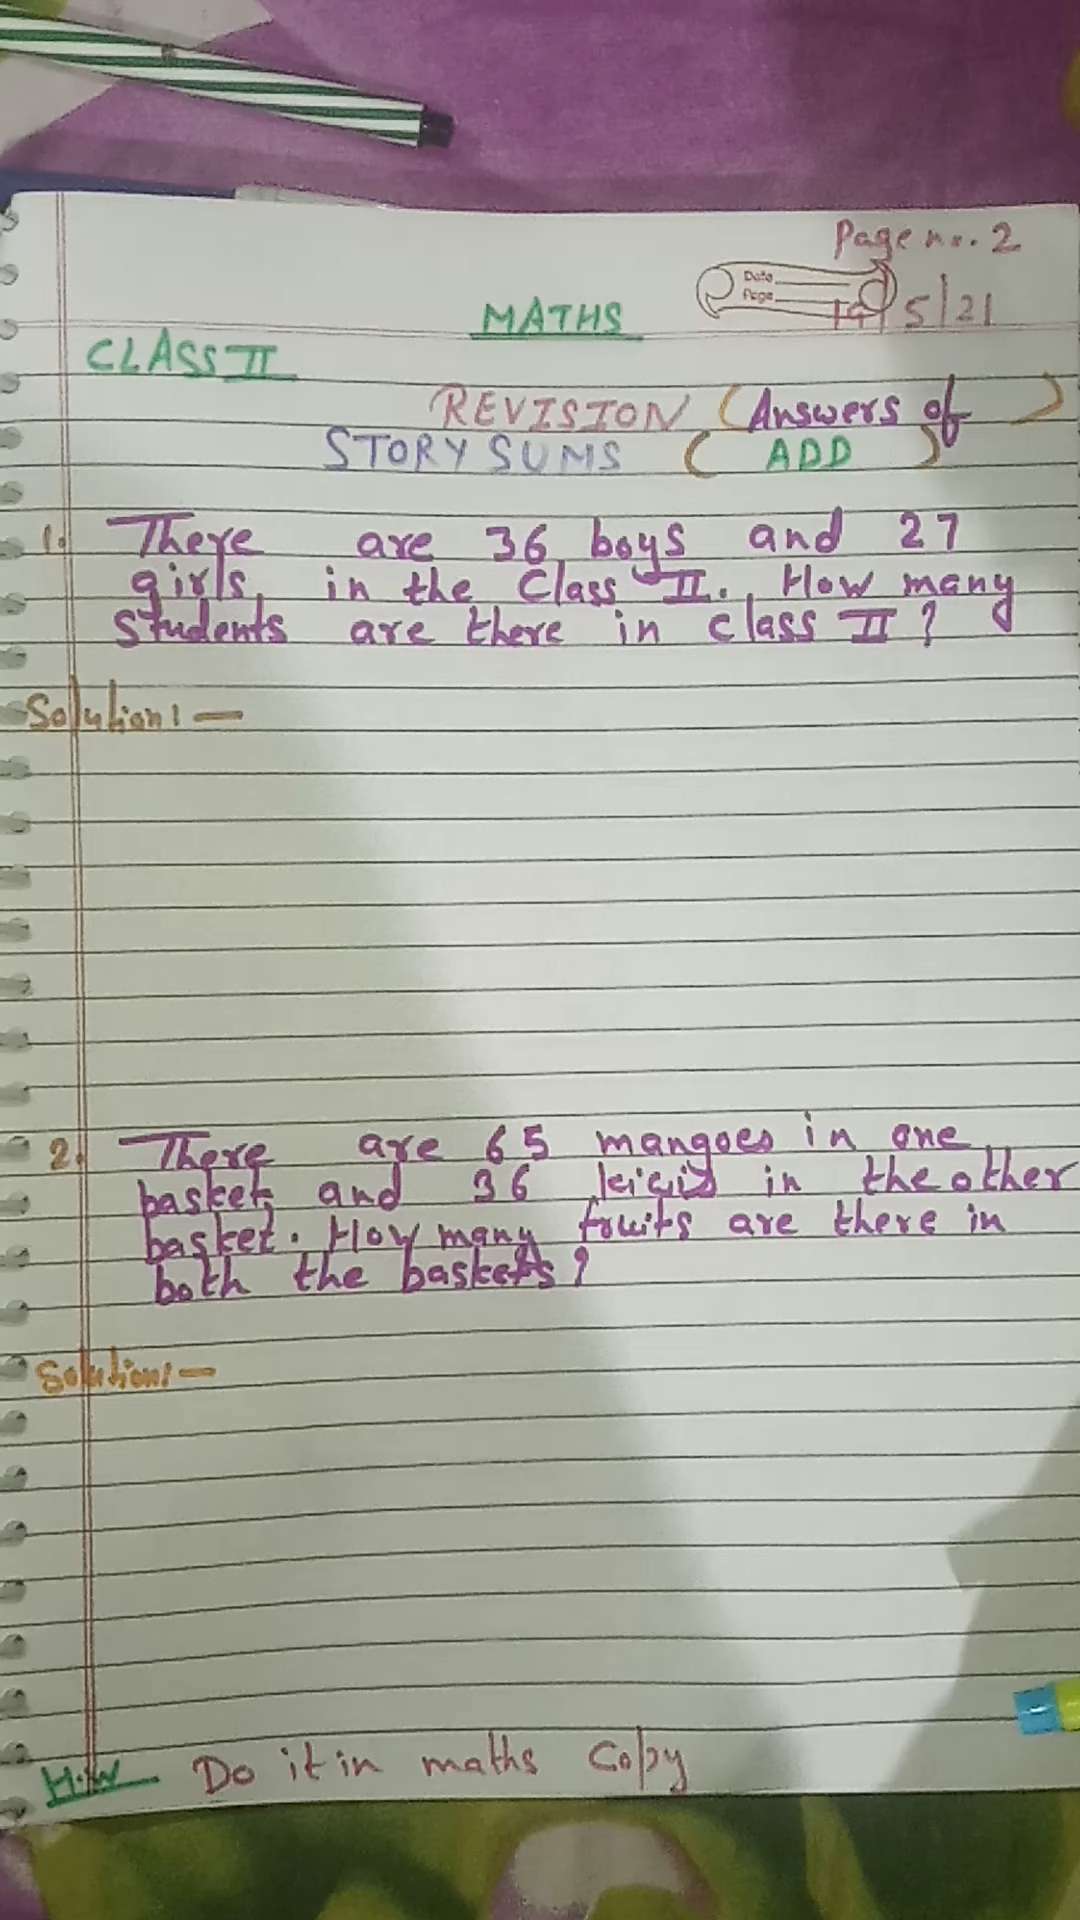 Page no. 2
Date
Page
19/5/21
MATHS
CLASS II
REVISION (Answers of)
STORY SUMS ( ADD )
1. There are 36 boys and 27
girls in the Class II. How many
Students are there in class II?
Solution:—
2. There are 65 mangoes in one
basket and 36 in the other
basket. How many fruits are there in
both the baskets?
Solution:—
H.W Do it in maths Copy